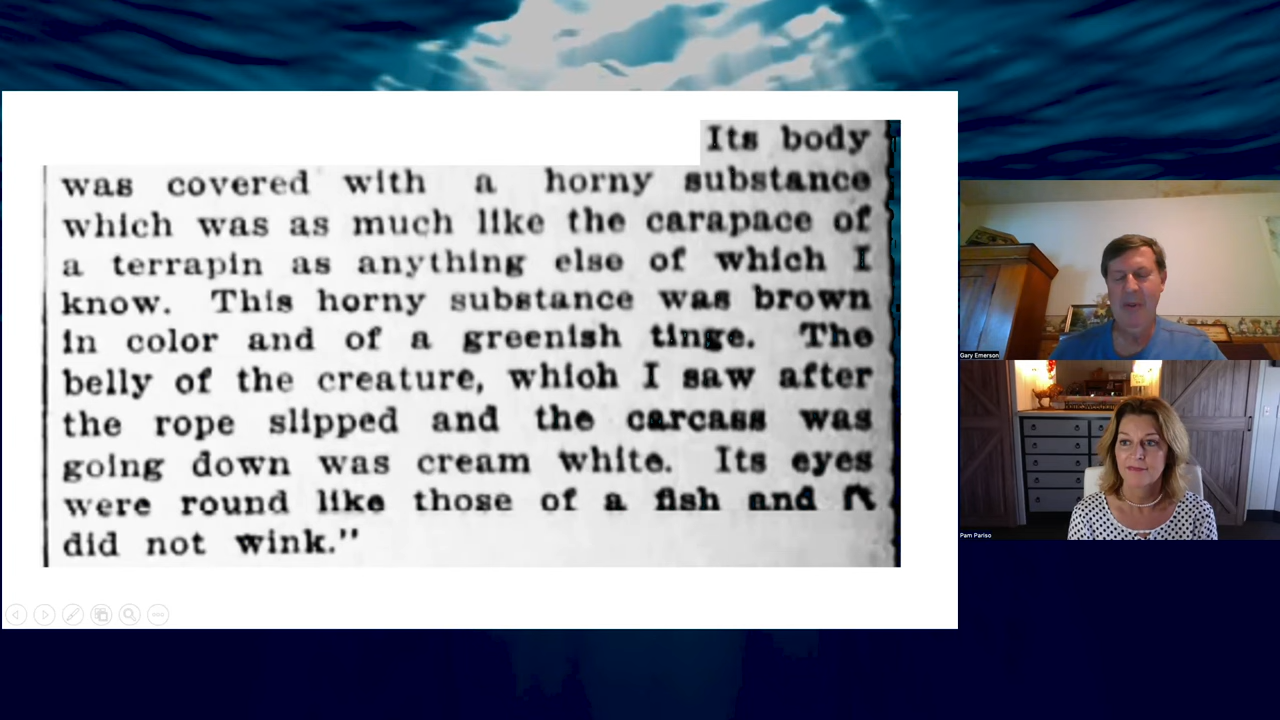 Its body
was covered with a horny substance
which was as much like the carapace of
a terrapin as anything else of which I
know. This horny substance was brown
in color and of a greenish tinge. The
belly of the creature, which I saw after
the rope slipped and the carcass was
going down was cream white. Its eyes
were round like those of a fish and it
did not wink."
Gary Emerson
Pam Pariso